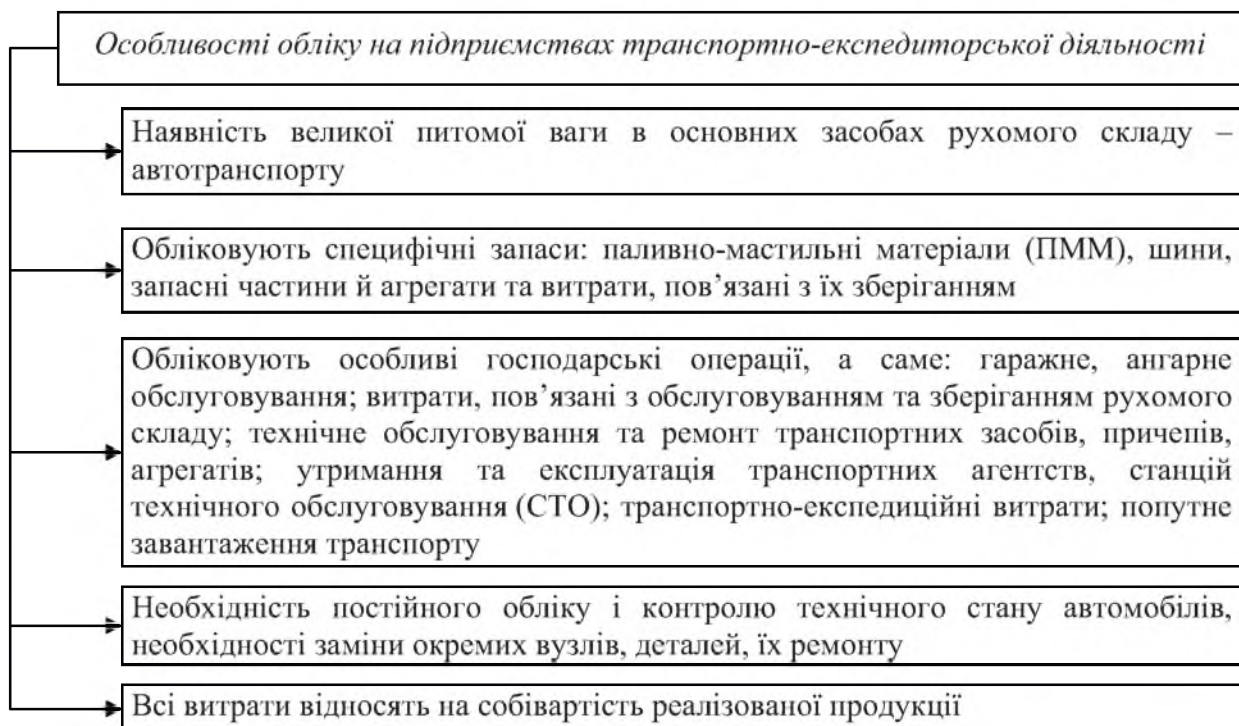 Особливості обліку на підприємствах транспортно-експедиторської діяльності
Наявність великої питомої ваги в основних засобах рухомого складу –
автотранспорту
Обліковують специфічні запаси: паливно-мастильні матеріали (ПММ), шини,
запасні частини й агрегати та витрати, пов’язані з їх зберіганням
Обліковують особливі господарські операції, а саме: гаражне, ангарне
обслуговування; витрати, пов’язані з обслуговуванням та зберіганням рухомого
складу; технічне обслуговування та ремонт транспортних засобів, причепів,
агрегатів; утримання та експлуатація транспортних агентств, станцій
технічного обслуговування (СТО); транспортно-експедиційні витрати; попутне
завантаження транспорту
Необхідність постійного обліку і контролю технічного стану автомобілів,
необхідності заміни окремих вузлів, деталей, їх ремонту
Всі витрати відносять на собівартість реалізованої продукції